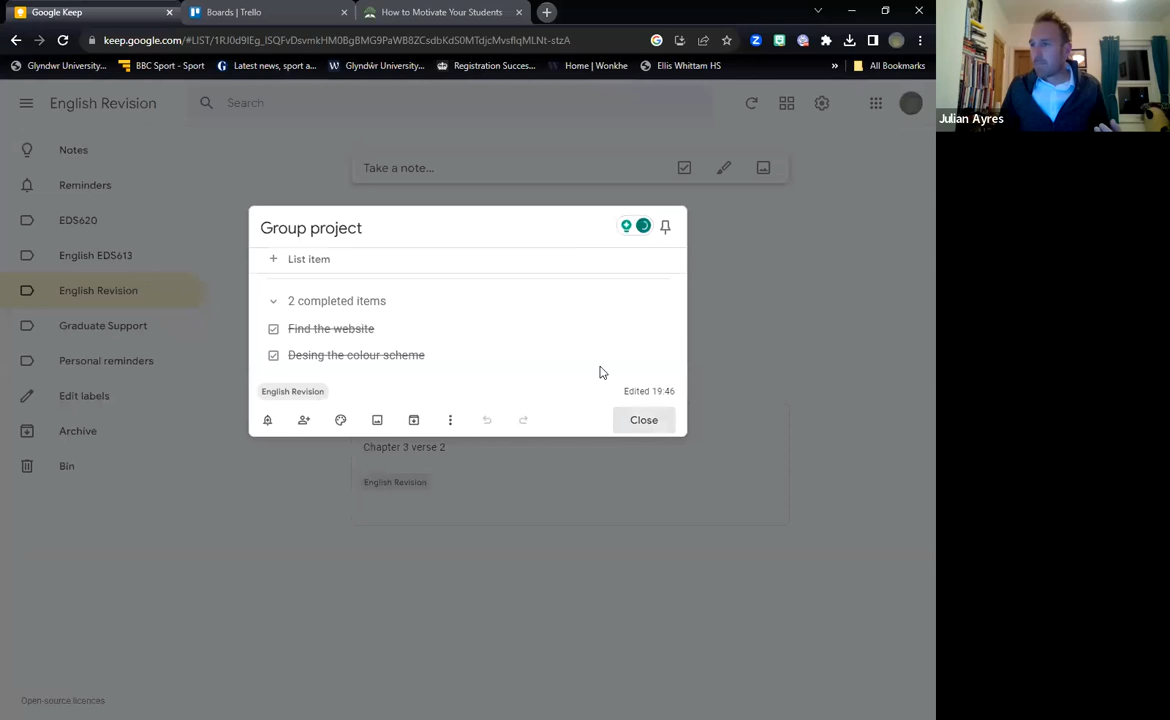 Google Keep
Boards | Trello
How to Motivate Your Students
keep.google.com/#LIST/1RJ0d9lEg_lSQFvDsvmkHM0BgBMG9PaWB8ZCsdbKdS0MTdjcMvsflqMLNt-stzA
Glyndwr University...
BBC Sport - Sport
Latest news, sport a...
Glyndŵr University...
Registration Succes...
Home | Wonkhe
Ellis Whittam HS
»
All Bookmarks
English Revision
Search
Julian Ayres
Notes
Take a note...
Reminders
EDS620
Group project
English EDS613
+ List item
English Revision
2 completed items
Graduate Support
Find the website
Personal reminders
Desing the colour scheme
Edit labels
English Revision
Edited 19:46
Close
Archive
Chapter 3 verse 2
Bin
English Revision
Open-source licences